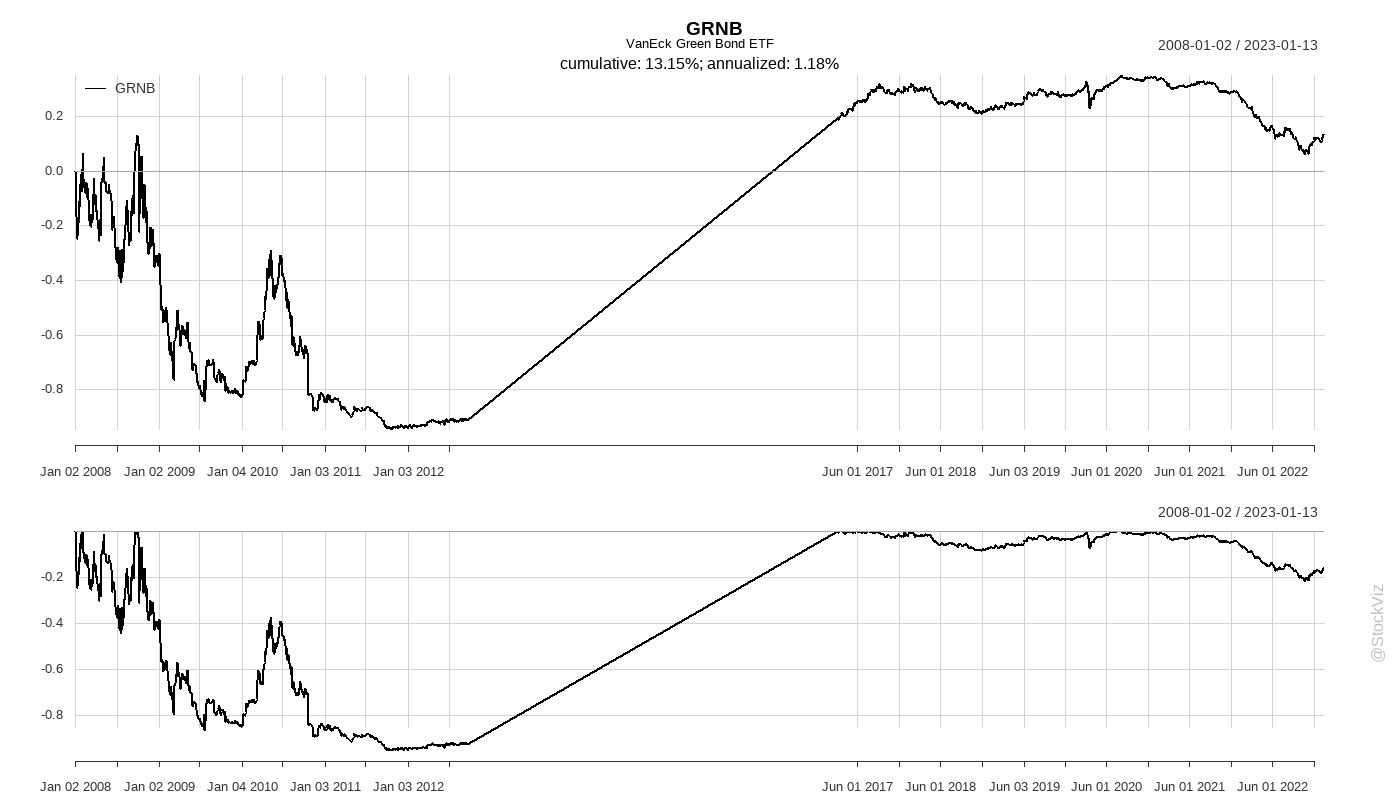 GRNB
VanEck Green Bond ETF
cumulative: 13.15%; annualized: 1.18%
2008-01-02 / 2023-01-13
GRNB
0.2
0.0
-0.2
-0.4
-0.6
-0.8
Jan 02 2008 Jan 02 2009 Jan 04 2010 Jan 03 2011 Jan 03 2012 Jun 01 2017 Jun 01 2018 Jun 03 2019 Jun 01 2020 Jun 01 2021 Jun 01 2022
2008-01-02 / 2023-01-13
-0.2
-0.4
-0.6
-0.8
Jan 02 2008 Jan 02 2009 Jan 04 2010 Jan 03 2011 Jan 03 2012 Jun 01 2017 Jun 01 2018 Jun 03 2019 Jun 01 2020 Jun 01 2021 Jun 01 2022
@StockViz